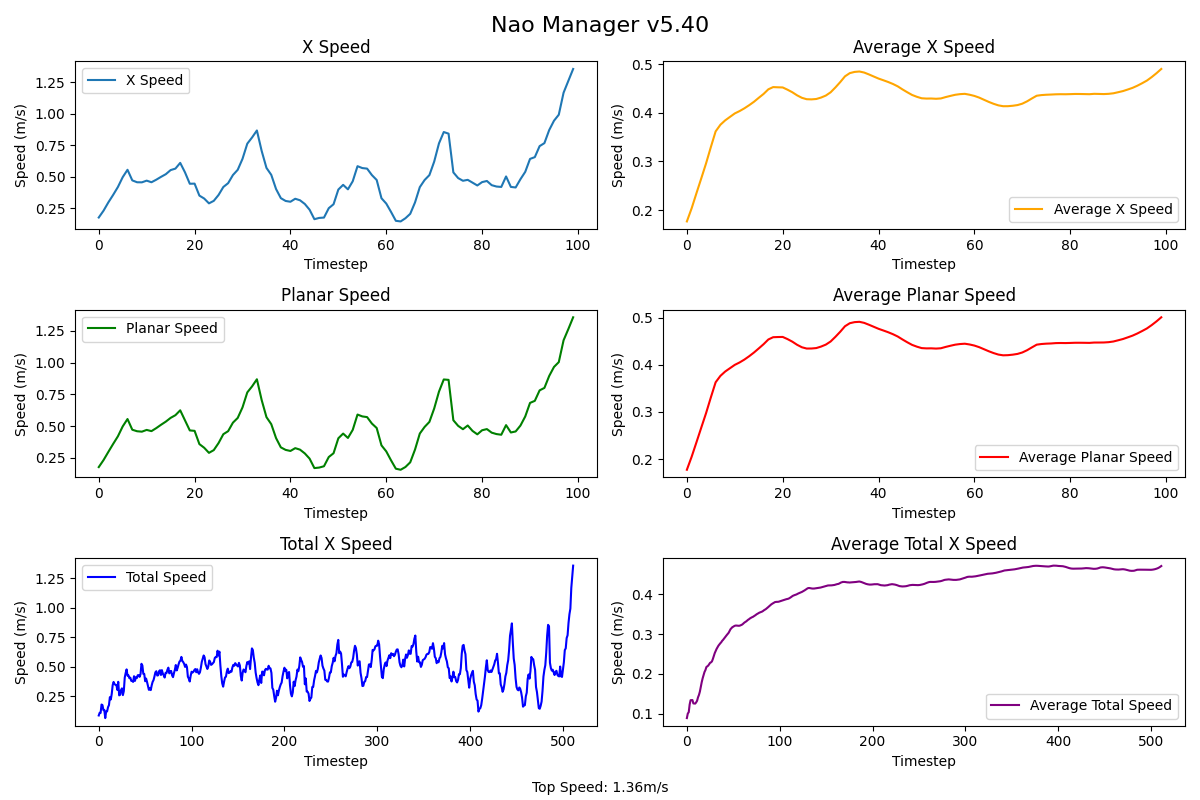 Nao Manager v5.40
X Speed
Speed (m/s)
1.25
1.00
0.75
0.50
0.25
X Speed
0 20 40 60 80 100
Timestep
Average X Speed
Speed (m/s)
0.5
0.4
0.3
0.2
Average X Speed
0 20 40 60 80 100
Timestep
Planar Speed
Speed (m/s)
1.25
1.00
0.75
0.50
0.25
Planar Speed
0 20 40 60 80 100
Timestep
Average Planar Speed
Speed (m/s)
0.5
0.4
0.3
0.2
Average Planar Speed
0 20 40 60 80 100
Timestep
Total X Speed
Speed (m/s)
1.25
1.00
0.75
0.50
0.25
Total Speed
0 100 200 300 400 500
Timestep
Average Total X Speed
Speed (m/s)
0.4
0.3
0.2
0.1
Average Total Speed
0 100 200 300 400 500
Timestep
Top Speed: 1.36m/s